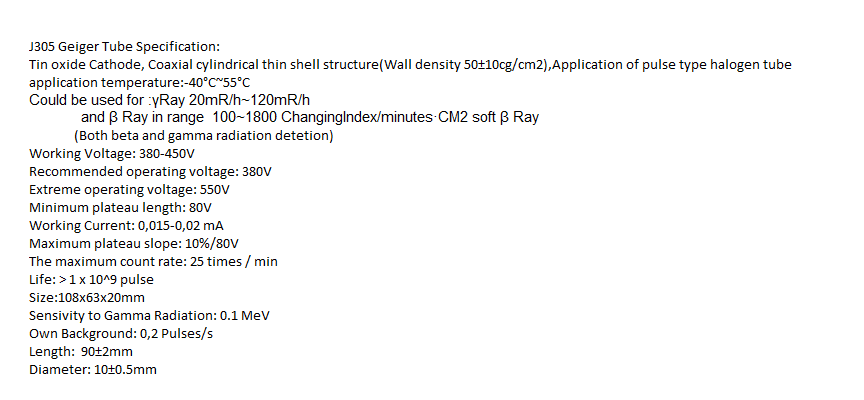 J305 Geiger Tube Specification:
Tin oxide Cathode, Coaxial cylindrical thin shell structure(Wall density 50±10cg/cm2),Application of pulse type halogen tube
application temperature:-40°C~55°C
Could be used for :γRay 20mR/h~120mR/h
and β Ray in range 100~1800 ChangingIndex/minutes·CM2 soft β Ray
(Both beta and gamma radiation detetion)
Working Voltage: 380-450V
Recommended operating voltage: 380V
Extreme operating voltage: 550V
Minimum plateau length: 80V
Working Current: 0,015-0,02 mA
Maximum plateau slope: 10%/80V
The maximum count rate: 25 times / min
Life: > 1 x 10^9 pulse
Size:108x63x20mm
Sensivity to Gamma Radiation: 0.1 MeV
Own Background: 0,2 Pulses/s
Length: 90±2mm
Diameter: 10±0.5mm